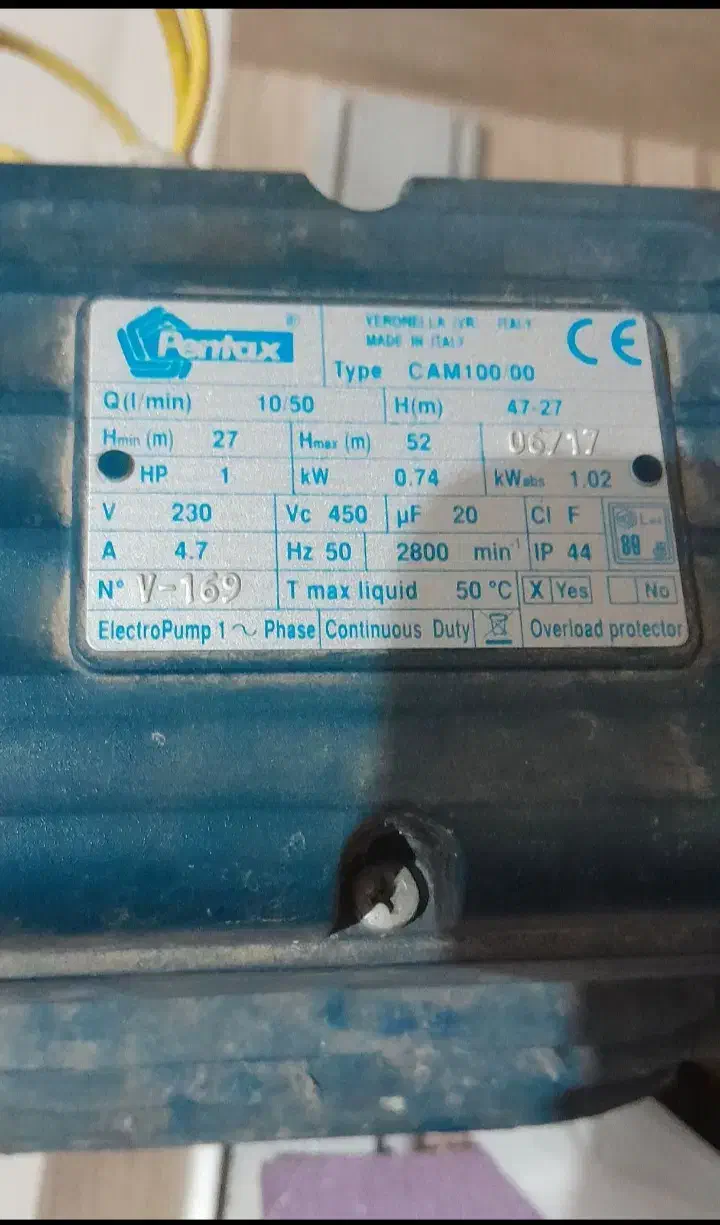 Pentax ®
VERONELLA (VR) ITALY
MADE IN ITALY
CE
Type CAM100/00
Q(l/min) 10/50 H(m) 47-27
Hmin (m) 27 Hmax (m) 52 06/17
HP 1 kW 0.74 kWabs 1.02
V 230 Vc 450 µF 20 Cl F
A 4.7 Hz 50 2800 min⁻¹ IP 44
N° V-169 T max liquid 50 °C X Yes No
ElectroPump 1 ~ Phase Continuous Duty Overload protector